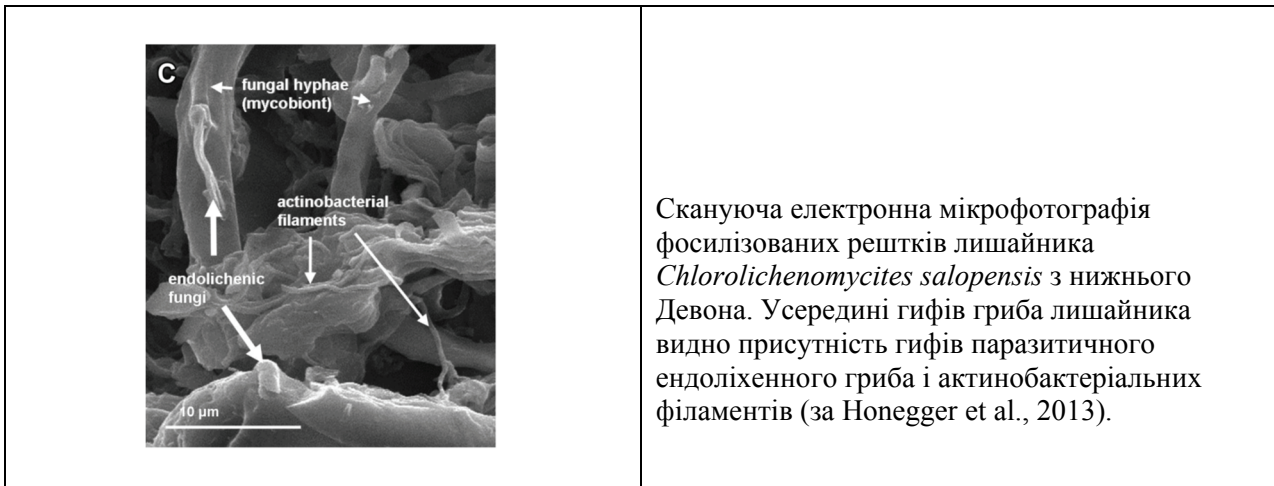 C
fungal hyphae
(mycobiont)
actinobacterial
filaments
endolichenic
fungi
10 µm
Скануюча електронна мікрофотографія
фосилізованих рештків лишайника
Chlorolichenomycites salopensis з нижнього
Девона. Усередині гифів гриба лишайника
видно присутність гифів паразитичного
ендоліхенного гриба і актинобактеріальних
філаментів (за Honegger et al., 2013).